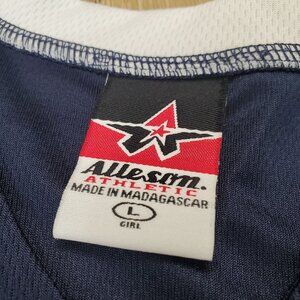 Alleson.
ATHLETIC
MADE IN MADAGASCAR
L
GIRL